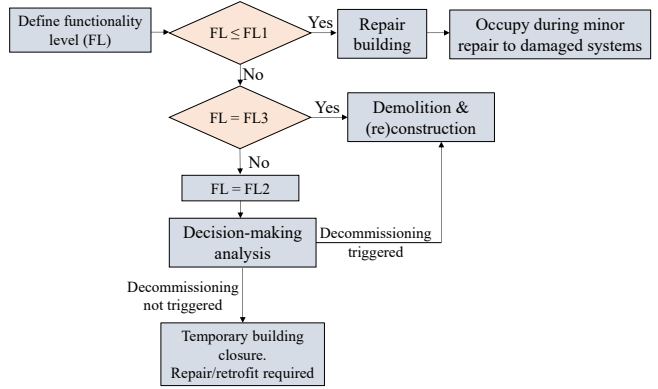 Define functionality
level (FL)
FL ≤ FL1
Yes
Repair
building
Occupy during minor
repair to damaged systems
No
FL = FL3
Yes
Demolition &
(re)construction
No
FL = FL2
Decision-making
analysis
Decommissioning
triggered
Decommissioning
not triggered
Temporary building
closure.
Repair/retrofit required